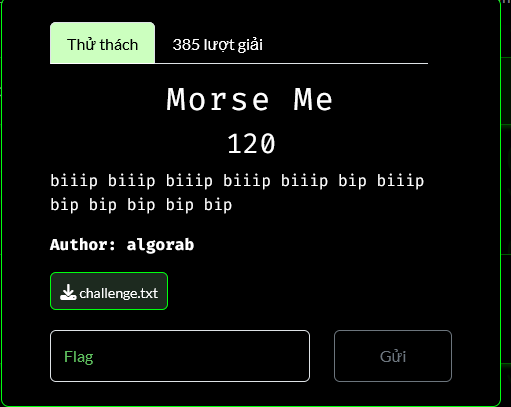 Thử thách 385 lượt giải
Morse Me
120
biiip biiip biiip biiip biiip bip biiip
bip bip bip bip bip
Author: algorab
challenge.txt
Flag Gửi